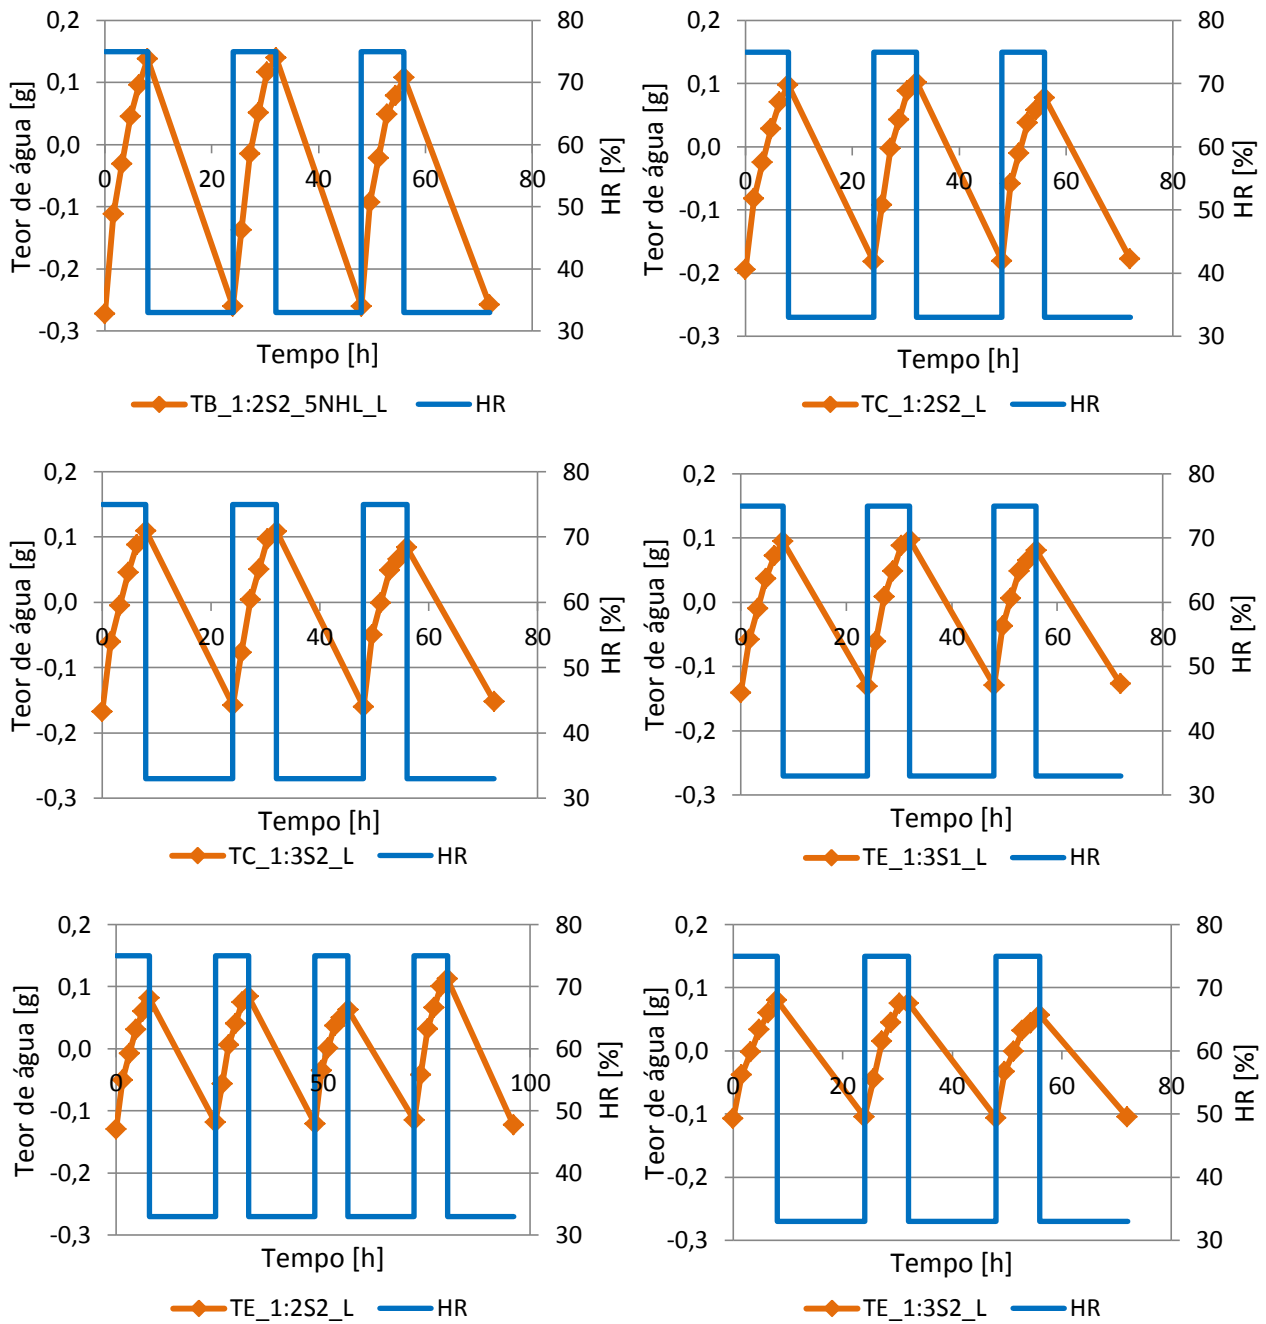 0,2
0,1
0,0
-0,1
-0,2
-0,3
Teor de água [g]
0 20 40 60 80
Tempo [h]
80
70
60
50
40
30
HR [%]
TB_1:2S2_5NHL_L HR
0,2
0,1
0,0
-0,1
-0,2
-0,3
Teor de água [g]
0 20 40 60 80
Tempo [h]
80
70
60
50
40
30
HR [%]
TC_1:2S2_L HR
0,2
0,1
0,0
-0,1
-0,2
-0,3
Teor de água [g]
0 20 40 60 80
Tempo [h]
80
70
60
50
40
30
HR [%]
TC_1:3S2_L HR
0,2
0,1
0,0
-0,1
-0,2
-0,3
Teor de água [g]
0 20 40 60 80
Tempo [h]
80
70
60
50
40
30
HR [%]
TE_1:3S1_L HR
0,2
0,1
0,0
-0,1
-0,2
-0,3
Teor de água [g]
0 50 100
Tempo [h]
80
70
60
50
40
30
HR [%]
TE_1:2S2_L HR
0,2
0,1
0,0
-0,1
-0,2
-0,3
Teor de água [g]
0 20 40 60 80
Tempo [h]
80
70
60
50
40
30
HR [%]
TE_1:3S2_L HR